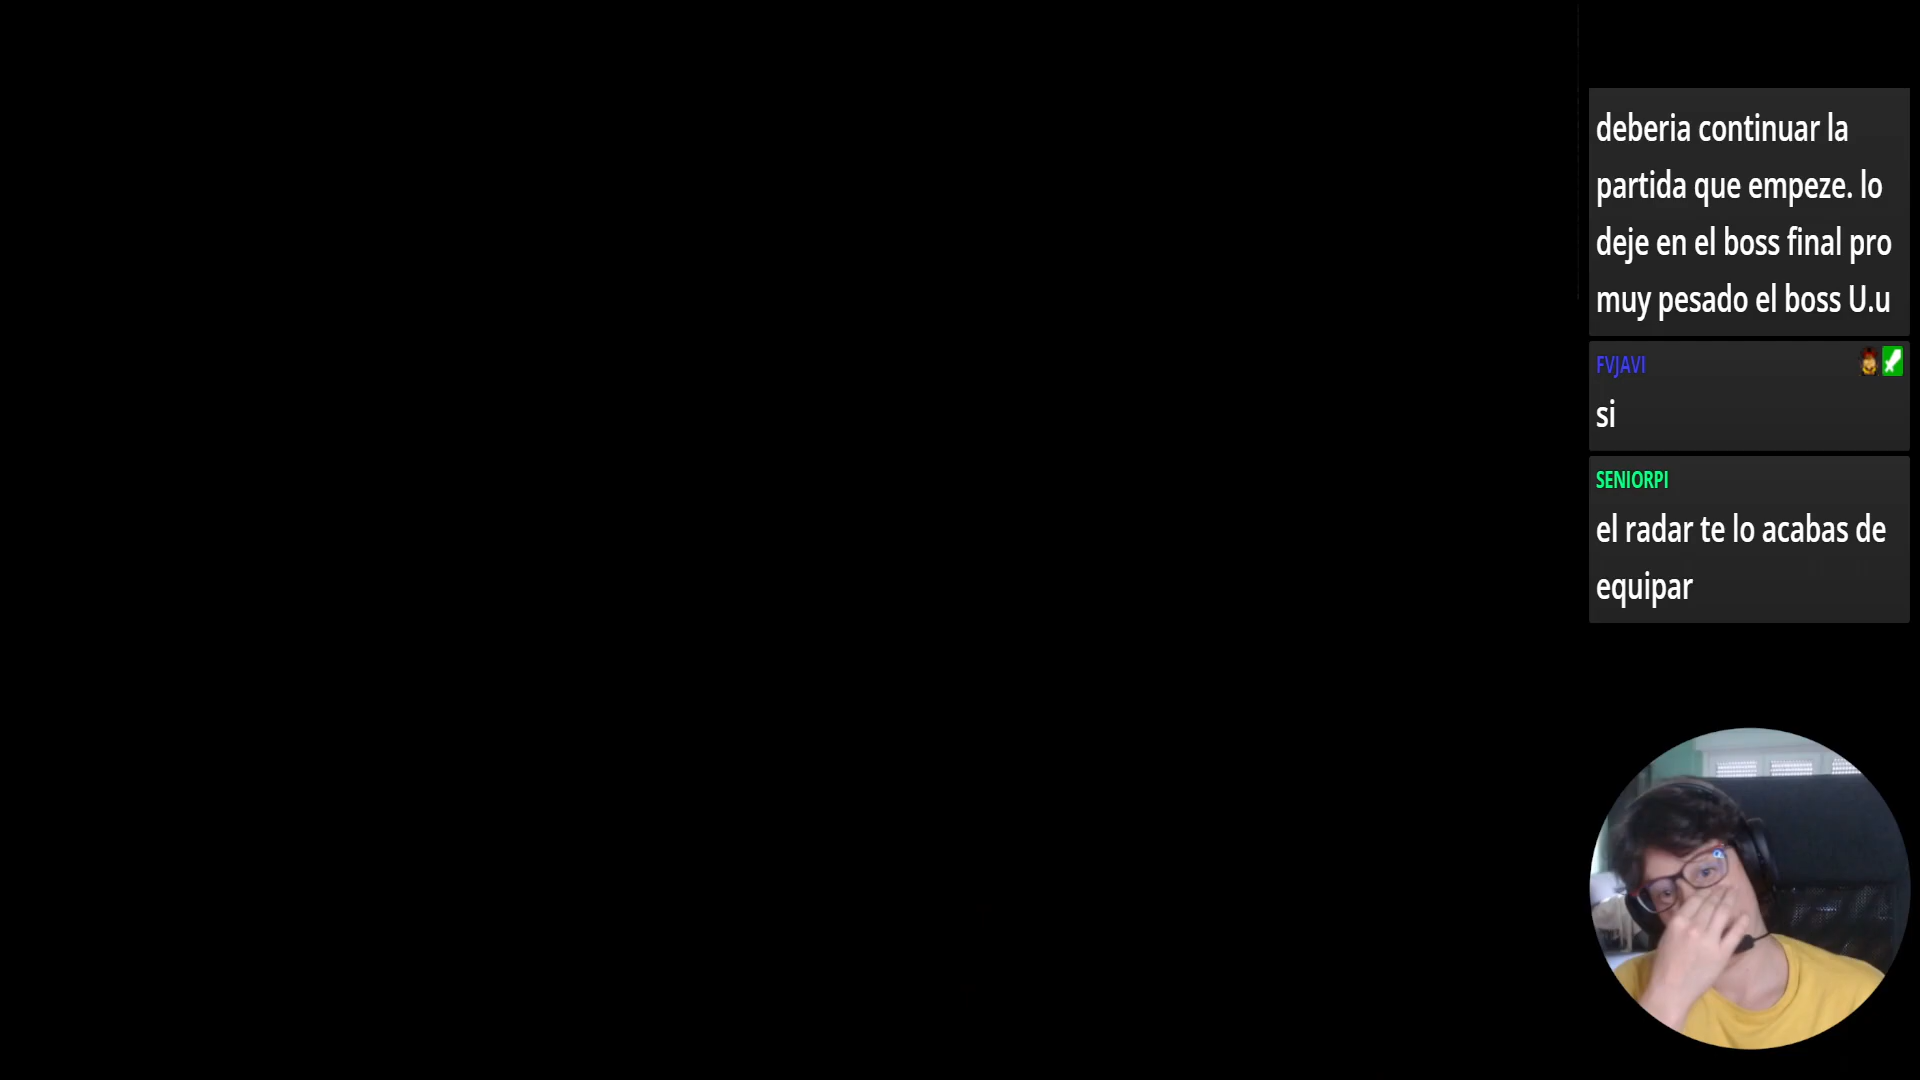 deberia continuar la
partida que empeze. lo
deje en el boss final pro
muy pesado el boss U.u
FVJAVI
si
SENIORPI
el radar te lo acabas de
equipar